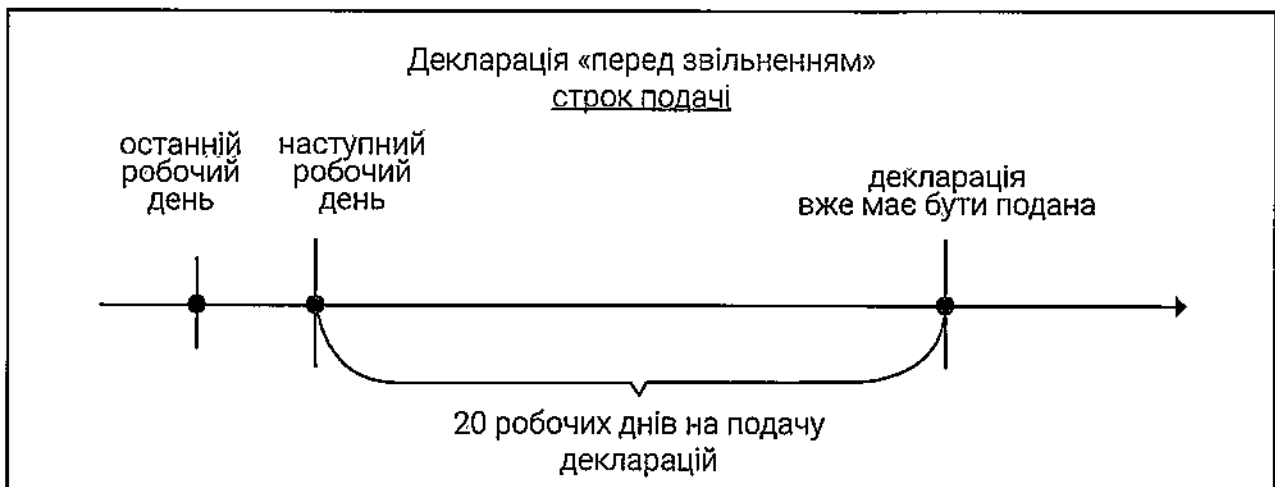 Декларація «перед звільненням»
строк подачі
останній
робочий
день
наступний
робочий
день
декларація
вже має бути подана
20 робочих днів на подачу
декларацій